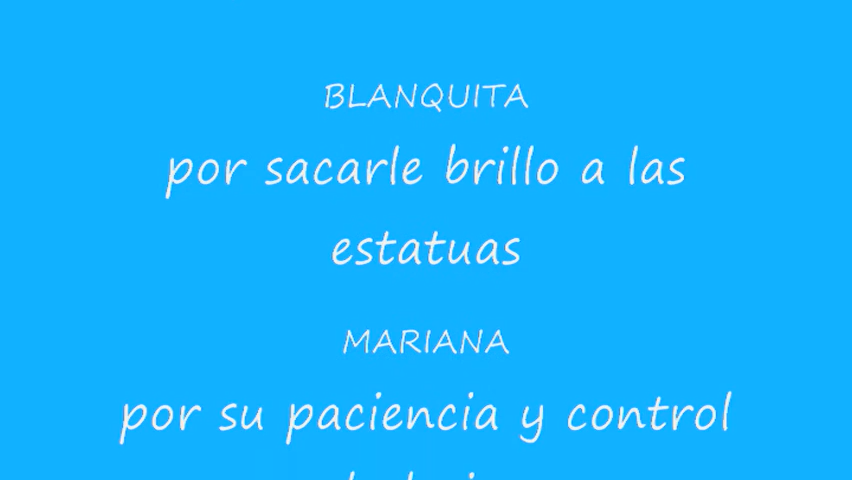 BLANQUITA
por sacarle brillo a las
estatuas
MARIANA
por su paciencia y control